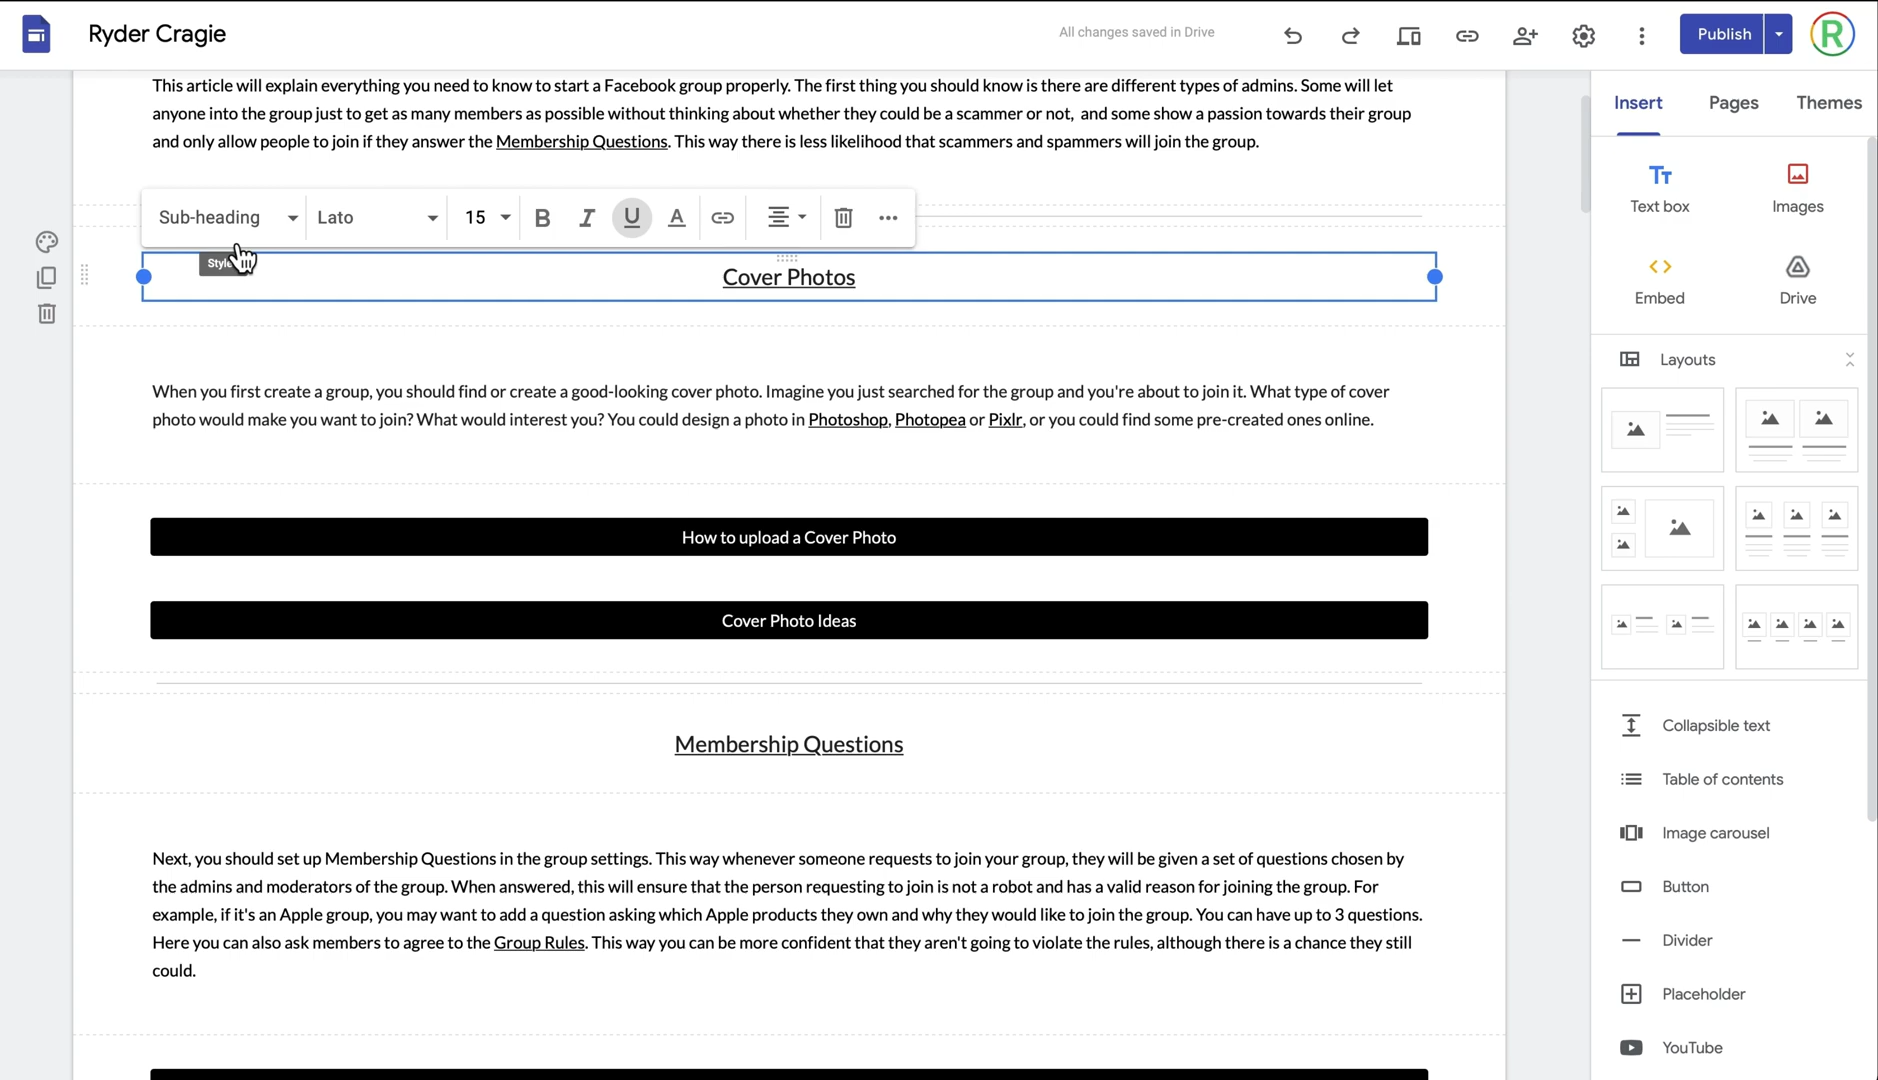 Ryder Cragie
All changes saved in Drive
Publish
R
This article will explain everything you need to know to start a Facebook group properly. The first thing you should know is there are different types of admins. Some will let
anyone into the group just to get as many members as possible without thinking about whether they could be a scammer or not,  and some show a passion towards their group
and only allow people to join if they answer the Membership Questions. This way there is less likelihood that scammers and spammers will join the group.
Sub-heading
Lato
15
B
I
U
A
Cover Photos
When you first create a group, you should find or create a good-looking cover photo. Imagine you just searched for the group and you're about to join it. What type of cover
photo would make you want to join? What would interest you? You could design a photo in Photoshop, Photopea or Pixlr, or you could find some pre-created ones online.
How to upload a Cover Photo
Cover Photo Ideas
Membership Questions
Next, you should set up Membership Questions in the group settings. This way whenever someone requests to join your group, they will be given a set of questions chosen by
the admins and moderators of the group. When answered, this will ensure that the person requesting to join is not a robot and has a valid reason for joining the group. For
example, if it's an Apple group, you may want to add a question asking which Apple products they own and why they would like to join the group. You can have up to 3 questions.
Here you can also ask members to agree to the Group Rules. This way you can be more confident that they aren't going to violate the rules, although there is a chance they still
could.
Insert
Pages
Themes
Text box
Images
Embed
Drive
Layouts
Collapsible text
Table of contents
Image carousel
Button
Divider
Placeholder
YouTube